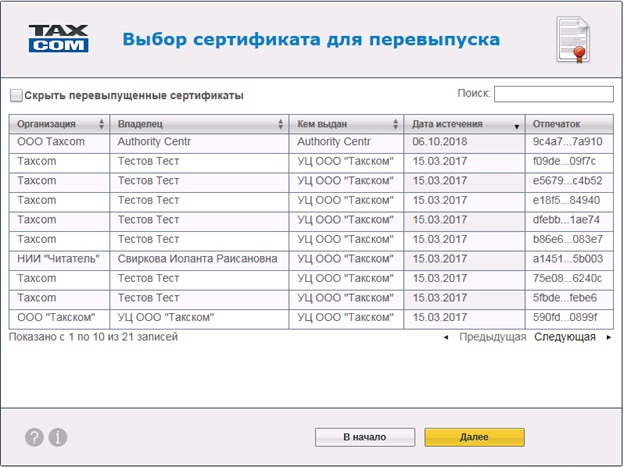 TAX
COM
Выбор сертификата для перевыпуска
Скрыть перевыпущенные сертификаты
Поиск:
Организация Владелец Кем выдан Дата истечения Отпечаток
ООО Taxcom Authority Centr Authority Centr 06.10.2018 9c4a7...7a910
Taxcom Тестов Тест УЦ ООО "Такском" 15.03.2017 f09de...09f7c
Taxcom Тестов Тест УЦ ООО "Такском" 15.03.2017 e5679...c4b52
Taxcom Тестов Тест УЦ ООО "Такском" 15.03.2017 e18f5...84940
Taxcom Тестов Тест УЦ ООО "Такском" 15.03.2017 dfebb...1ae74
Taxcom Тестов Тест УЦ ООО "Такском" 15.03.2017 b86e6...083e7
НИИ "Читатель" Свиркова Иоланта Раисановна УЦ ООО "Такском" 15.03.2017 a1451...5b003
Taxcom Тестов Тест УЦ ООО "Такском" 15.03.2017 75e08...6240c
Taxcom Тестов Тест УЦ ООО "Такском" 15.03.2017 5fbde...febe6
ООО "Такском" УЦ ООО "Такском" УЦ ООО "Такском" 15.03.2017 590fd...0899f
Показано с 1 по 10 из 21 записей
Предыдущая Следующая
? i
В начало
Далее